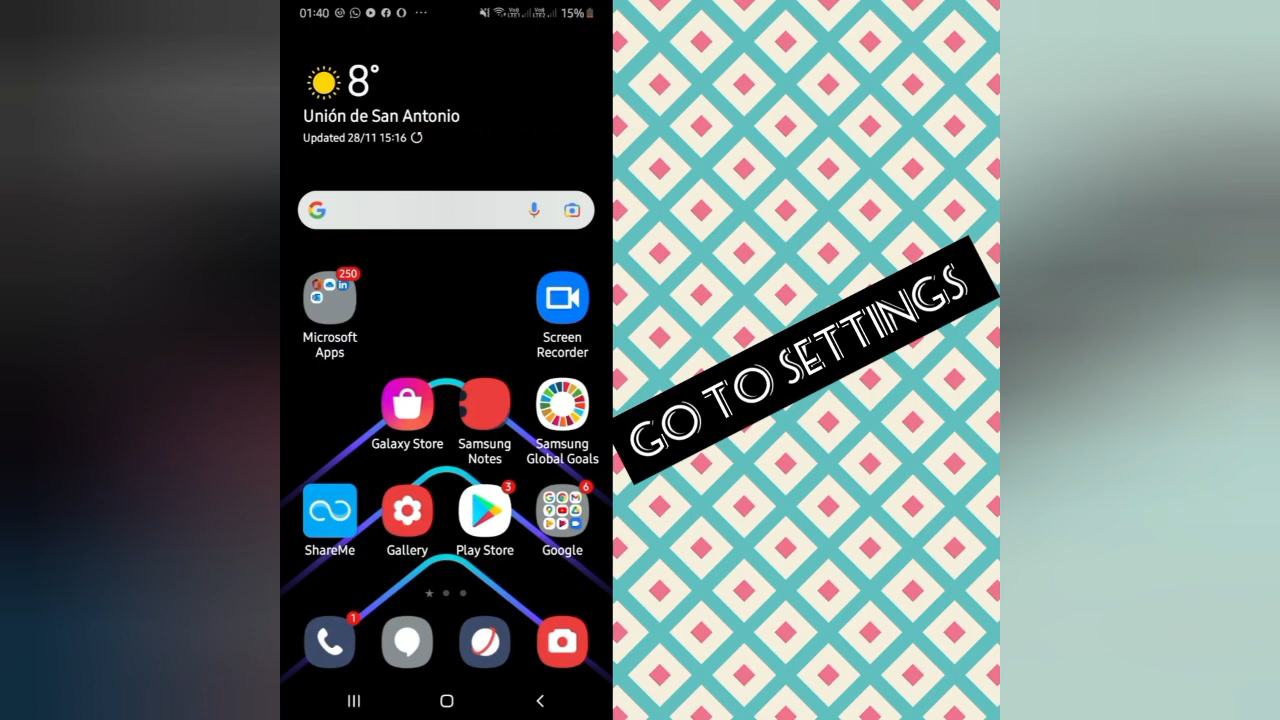 01:40 15%
8°
Unión de San Antonio
Updated 28/11 15:16
250
Microsoft Apps
Screen Recorder
Galaxy Store
Samsung Notes
Samsung Global Goals
3
6
ShareMe
Gallery
Play Store
Google
1
GO TO SETTINGS